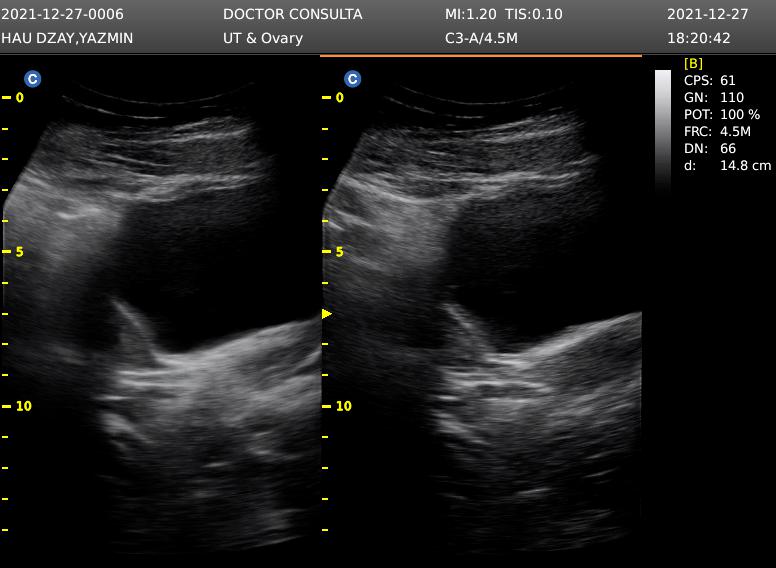 2021-12-27-0006 DOCTOR CONSULTA MI:1.20 TIS:0.10 2021-12-27
HAU DZAY,YAZMIN UT & Ovary C3-A/4.5M 18:20:42
C C [B]
0 0
CPS: 61
GN: 110
POT: 100 %
FRC: 4.5M
DN: 66
d: 14.8 cm
5 5
10 10